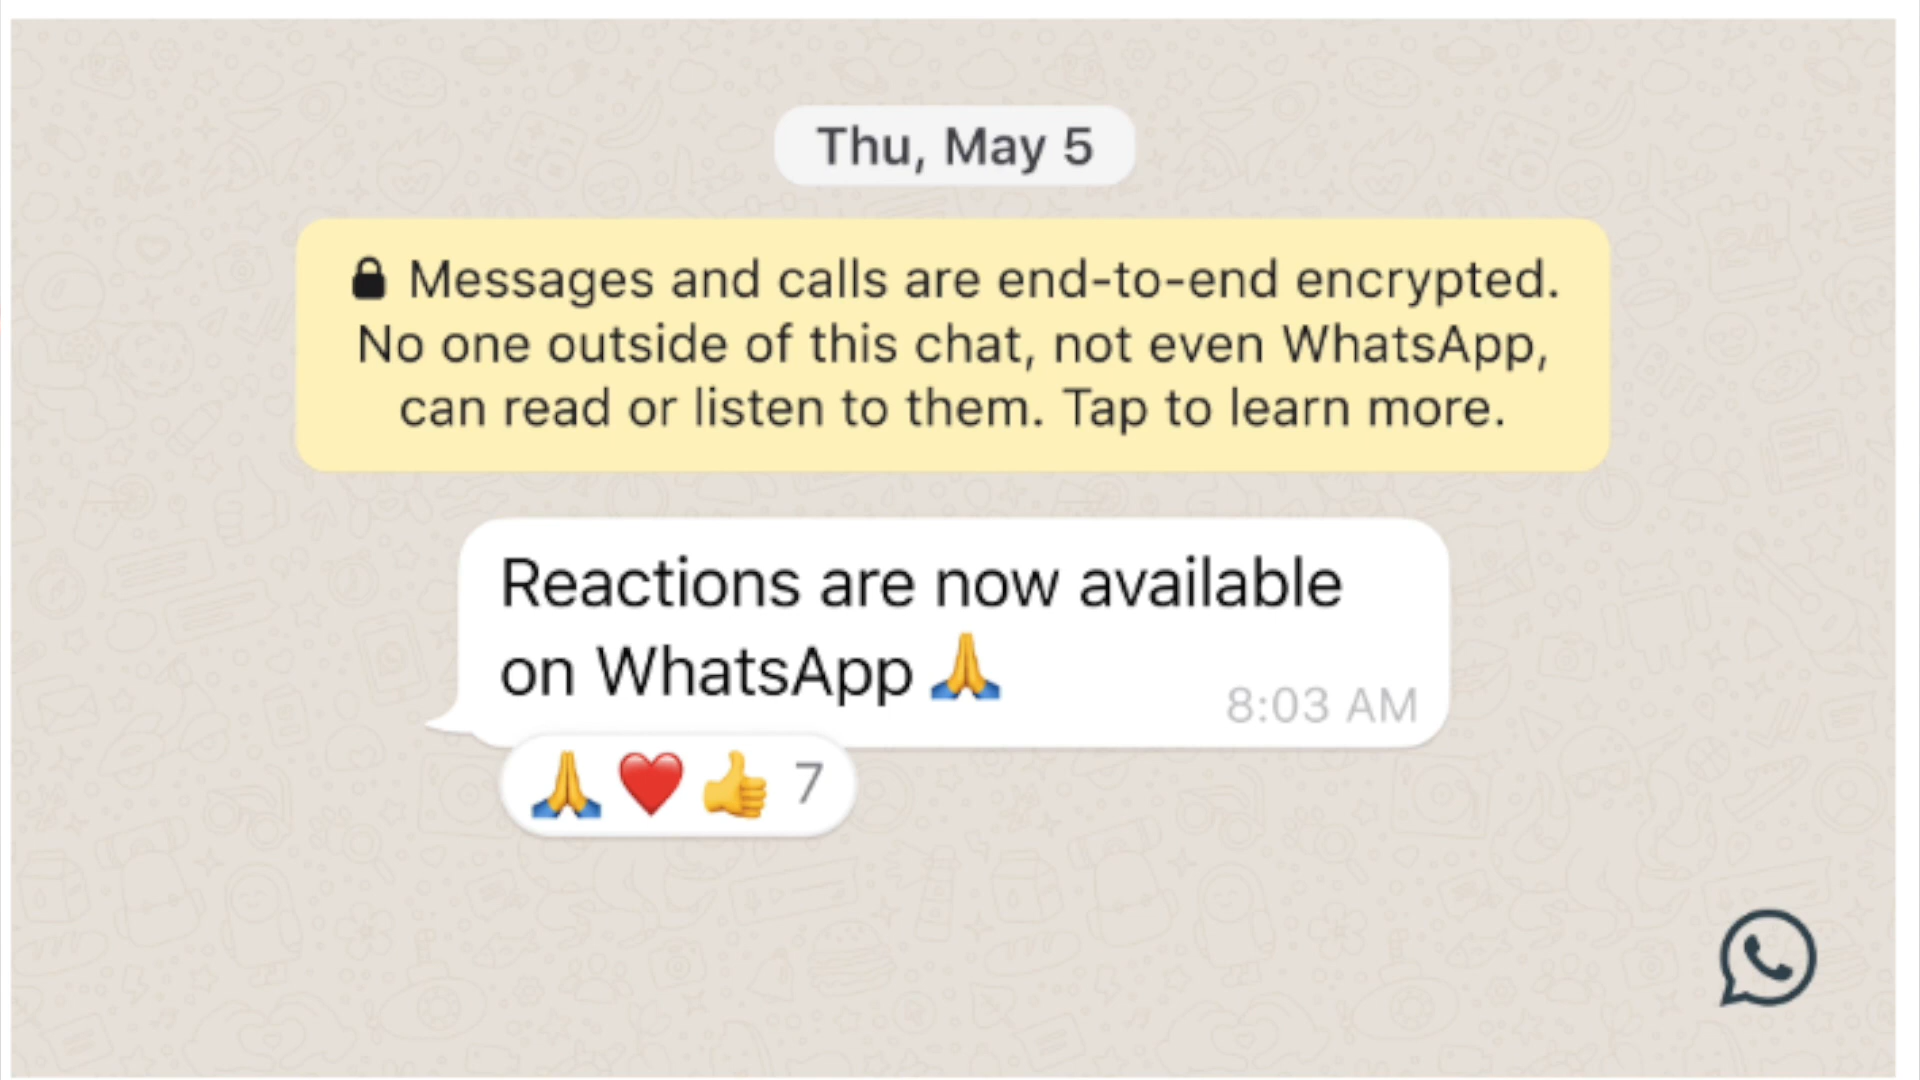 Thu, May 5
🔒 Messages and calls are end-to-end encrypted.
No one outside of this chat, not even WhatsApp,
can read or listen to them. Tap to learn more.
Reactions are now available
on WhatsApp 🙏
8:03 AM
🙏 ❤️ 👍 7